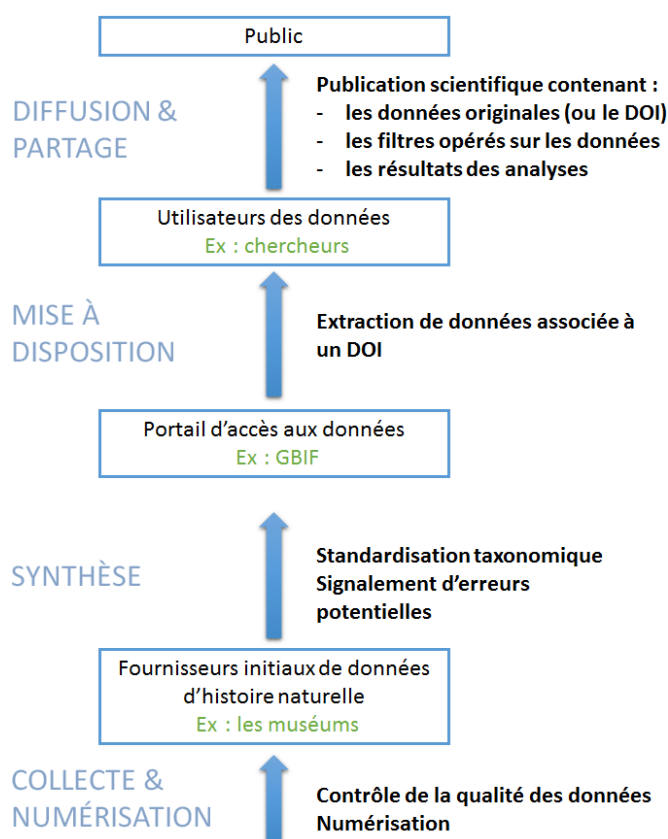 Public
DIFFUSION &
PARTAGE
Publication scientifique contenant :
- les données originales (ou le DOI)
- les filtres opérés sur les données
- les résultats des analyses
Utilisateurs des données
Ex : chercheurs
MISE À
DISPOSITION
Extraction de données associée à
un DOI
Portail d'accès aux données
Ex : GBIF
SYNTHÈSE
Standardisation taxonomique
Signalement d'erreurs
potentielles
Fournisseurs initiaux de données
d'histoire naturelle
Ex : les muséums
COLLECTE &
NUMÉRISATION
Contrôle de la qualité des données
Numérisation